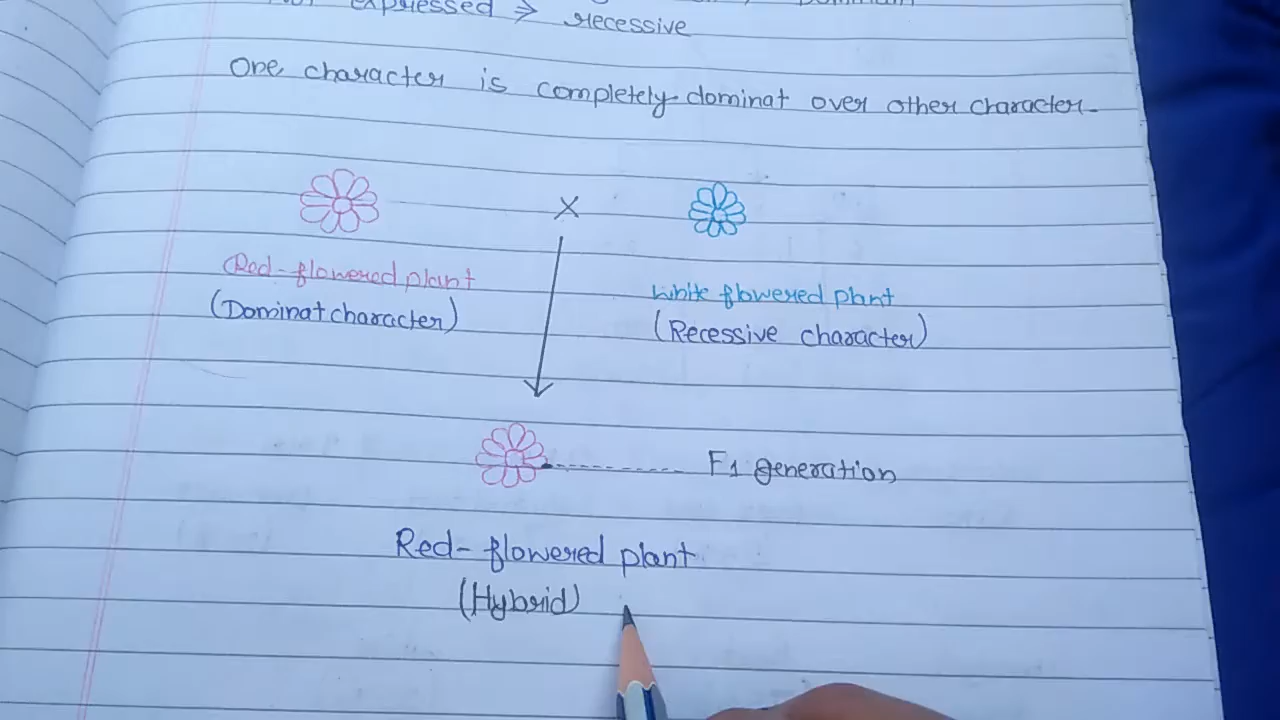 expressed ⇒ recessive
One character is completely dominat over other character.
X
Red-flowered plant
(Dominat character)
white flowered plant
(Recessive character)
F1 generation
Red-flowered plant
(Hybrid)